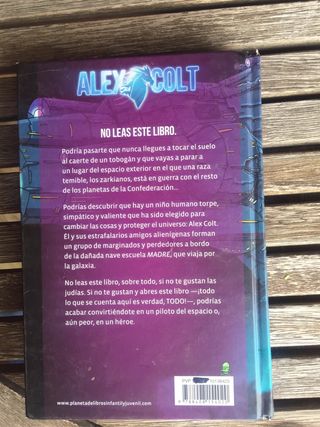 ALEX COLT
NO LEAS ESTE LIBRO.
Podría pasarte que nunca llegues a tocar el suelo
al caerte de un tobogán y que vayas a parar a
un lugar del espacio exterior en el que una raza
temible, los zarkianos, está en guerra con el resto
de los planetas de la Confederación...
Podrías descubrir que hay un niño humano torpe,
simpático y valiente que ha sido elegido para
cambiar las cosas y proteger el universo: Alex Colt.
Él y sus estrafalarios amigos alienígenas forman
un grupo de marginados y perdedores a bordo
de la dañada nave escuela MADRE, que viaja por
la galaxia.
No leas este libro, sobre todo, si no te gustan las
judías. Si no te gustan y abres este libro —¡todo
lo que se cuenta aquí es verdad, TODO!—, podrías
acabar convirtiéndote en un piloto del espacio o,
aún peor, en un héroe.
PVP
www.planetadelibrosinfantilyjuvenil.com